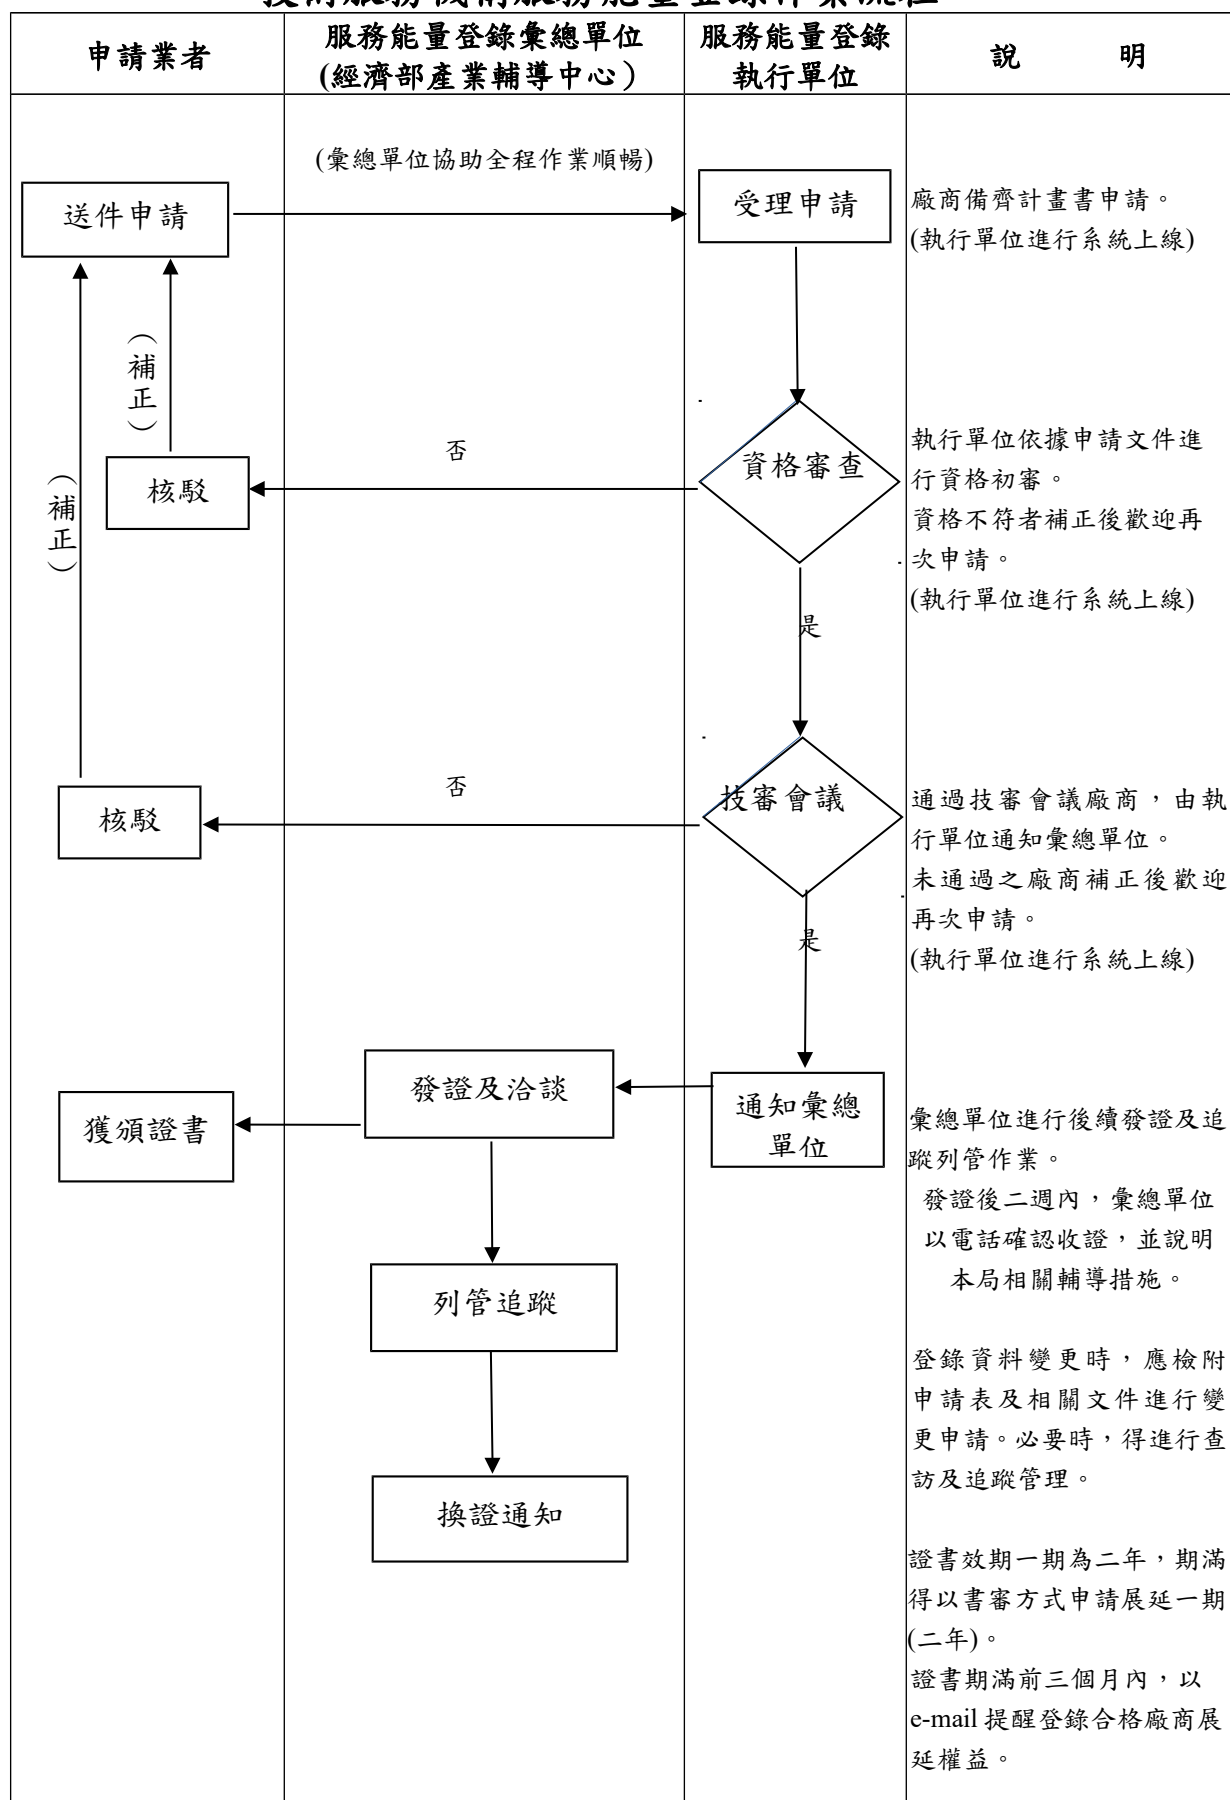 技術服務機構服務能量登錄作業流程
申請業者
服務能量登錄彙總單位
(經濟部產業輔導中心)
服務能量登錄
執行單位
說 明
(彙總單位協助全程作業順暢)
送件申請
受理申請
廠商備齊計畫書申請。
(執行單位進行系統上線)
(補正)
(補正)
否
核駁
資格審查
執行單位依據申請文件進
行資格初審。
資格不符者補正後歡迎再
次申請。
(執行單位進行系統上線)
是
否
核駁
技審會議
通過技審會議廠商,由執
行單位通知彙總單位。
未通過之廠商補正後歡迎
再次申請。
(執行單位進行系統上線)
是
獲頒證書
發證及洽談
通知彙總
單位
彙總單位進行後續發證及追
蹤列管作業。
發證後二週內,彙總單位
以電話確認收證,並說明
本局相關輔導措施。
列管追蹤
登錄資料變更時,應檢附
申請表及相關文件進行變
更申請。必要時,得進行查
訪及追蹤管理。
換證通知
證書效期一期為二年,期滿
得以書審方式申請展延一期
(二年)。
證書期滿前三個月內,以
e-mail 提醒登錄合格廠商展
延權益。